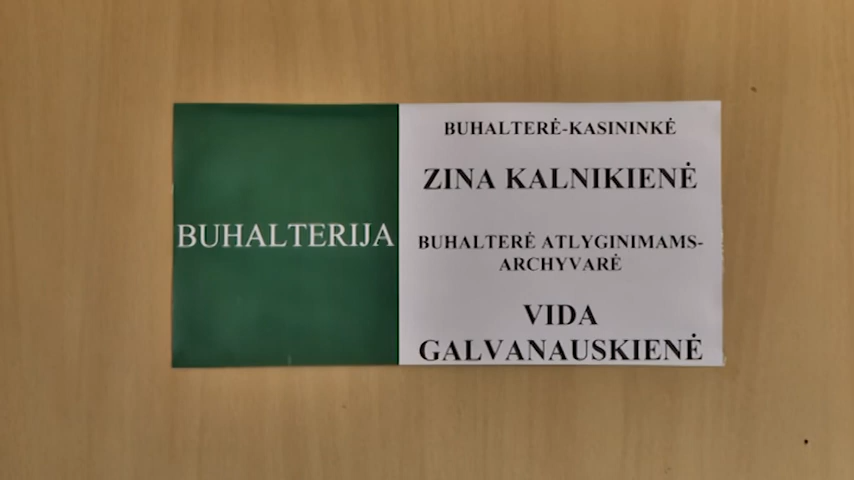 BUHALTERIJA
BUHALTERĖ-KASININKĖ
ZINA KALNIKIENĖ
BUHALTERĖ ATLYGINIMAMS-
ARCHYVARĖ
VIDA
GALVANAUSKIENĖ